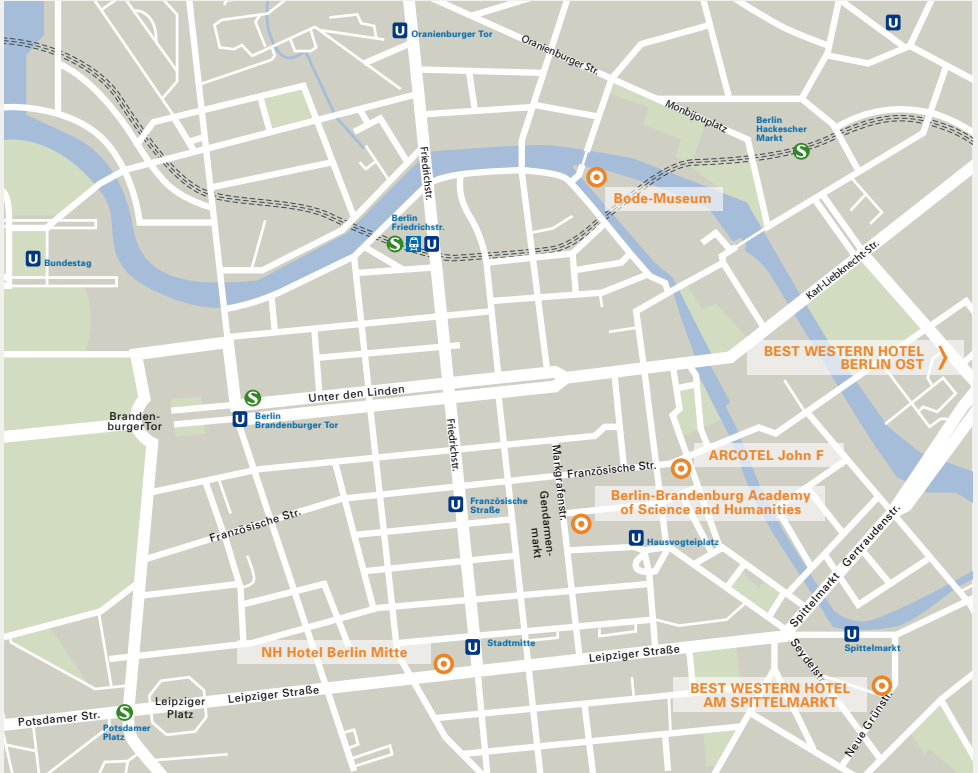 U
U
Oranienburger Tor
Oranienburger Str.
Monbijouplatz
Berlin
Hackescher
Markt
S
Friedrichstr.
Bode-Museum
Berlin
Friedrichstr.
S
U
U
Bundestag
Karl-Liebknecht-Str.
BEST WESTERN HOTEL
BERLIN OST
S
Unter den Linden
Branden-
burgerTor
U
Berlin
Brandenburger Tor
Friedrichstr.
Markgrafenstr.
Französische Str.
ARCOTEL John F
Berlin-Brandenburg Academy
of Science and Humanities
U
Französische
Straße
Französische Str.
Gendarmen-
markt
U
Hausvogteiplatz
Gertraudenstr.
Spittelmarkt
U
Spittelmarkt
U
Stadtmitte
NH Hotel Berlin Mitte
Leipziger Straße
Seydelstr.
BEST WESTERN HOTEL
AM SPITTELMARKT
Leipziger Straße
Leipziger
Platz
Potsdamer Str.
S
Potsdamer
Platz
Neue Grünstr.